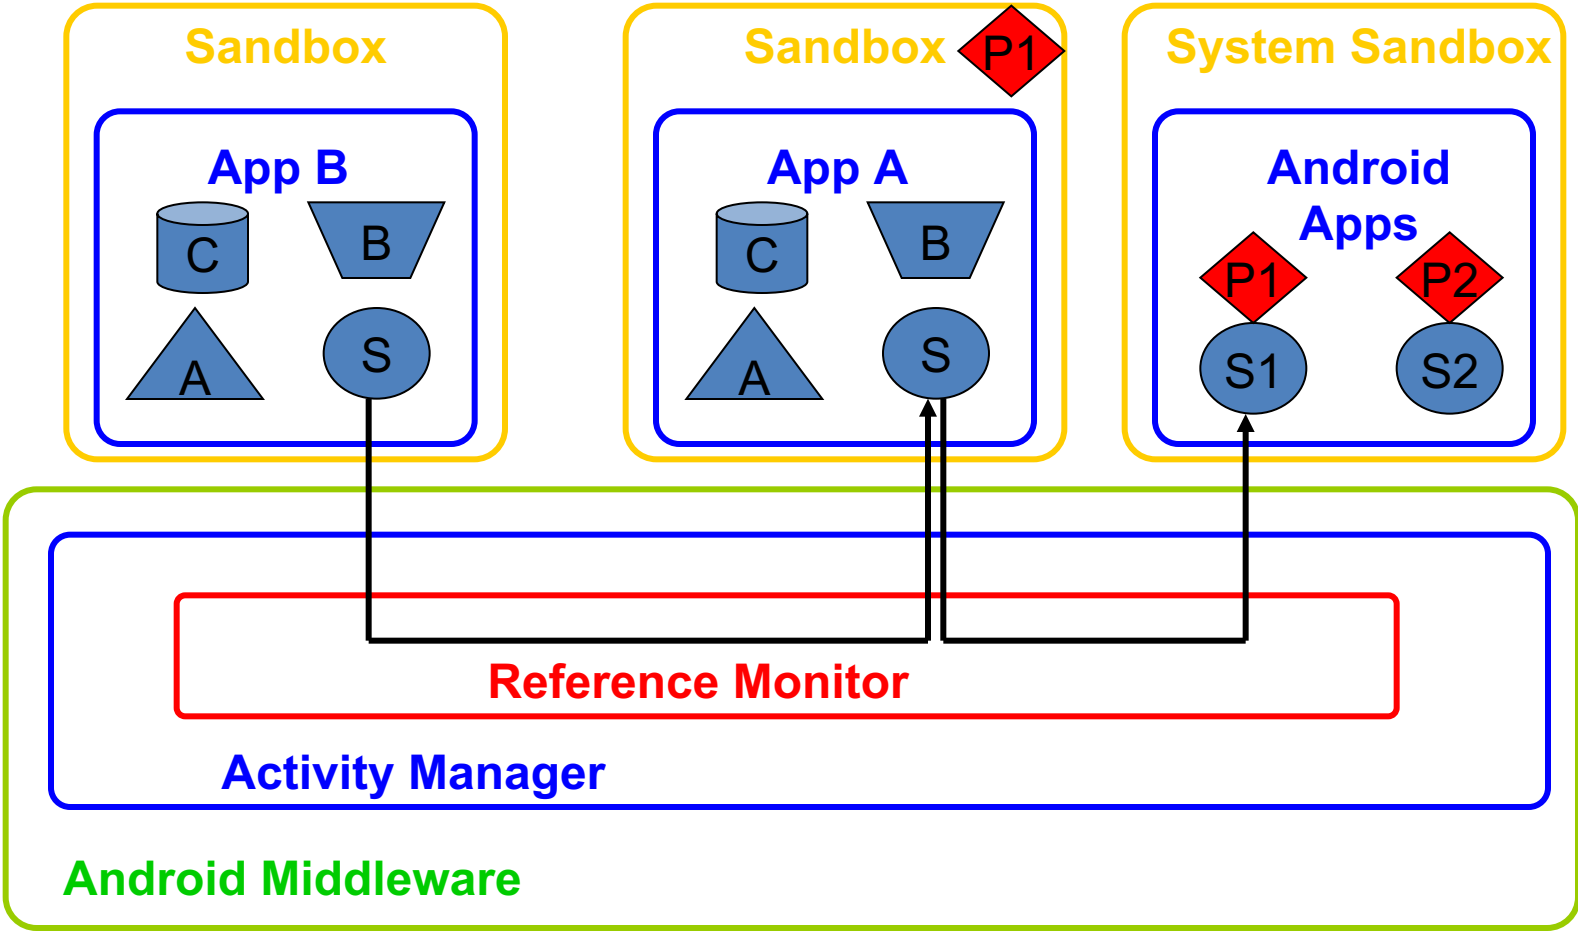 Sandbox
App B
C
B
A
S
Sandbox
P1
App A
C
B
A
S
System Sandbox
Android
Apps
P1
P2
S1
S2
Reference Monitor
Activity Manager
Android Middleware